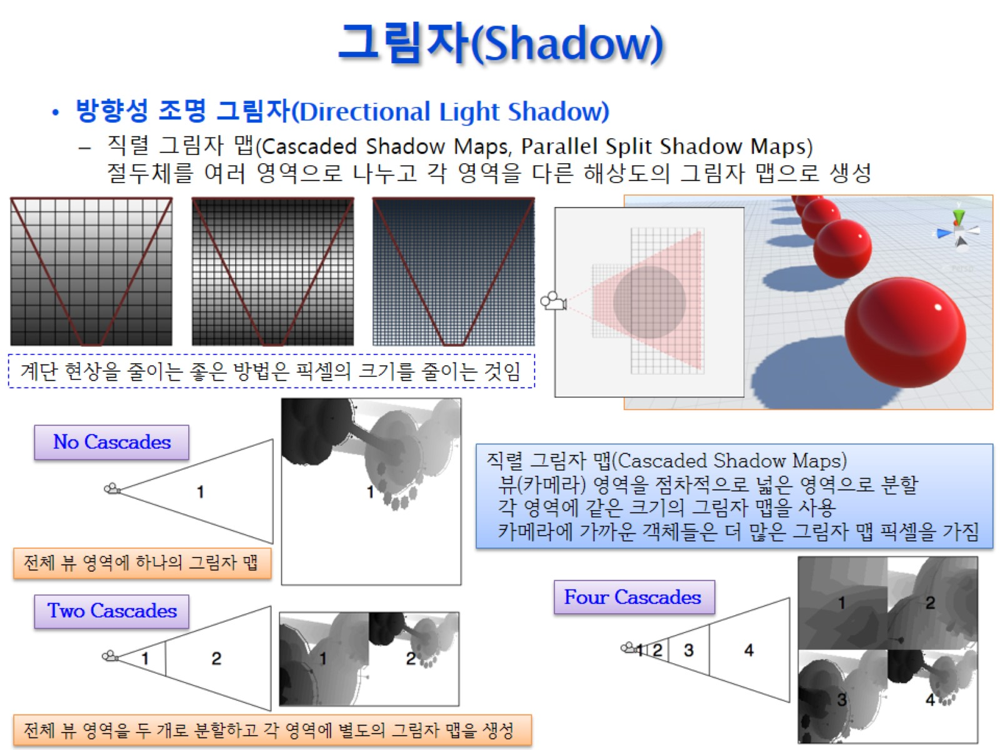 그림자(Shadow)
• 방향성 조명 그림자(Directional Light Shadow)
– 직렬 그림자 맵(Cascaded Shadow Maps, Parallel Split Shadow Maps)
절두체를 여러 영역으로 나누고 각 영역을 다른 해상도의 그림자 맵으로 생성
y
z
Persp
계단 현상을 줄이는 좋은 방법은 픽셀의 크기를 줄이는 것임
No Cascades
1
1
전체 뷰 영역에 하나의 그림자 맵
직렬 그림자 맵(Cascaded Shadow Maps)
뷰(카메라) 영역을 점차적으로 넓은 영역으로 분할
각 영역에 같은 크기의 그림자 맵을 사용
카메라에 가까운 객체들은 더 많은 그림자 맵 픽셀을 가짐
Two Cascades
1 2
1 2
전체 뷰 영역을 두 개로 분할하고 각 영역에 별도의 그림자 맵을 생성
Four Cascades
1 2 3 4
1 2
3 4